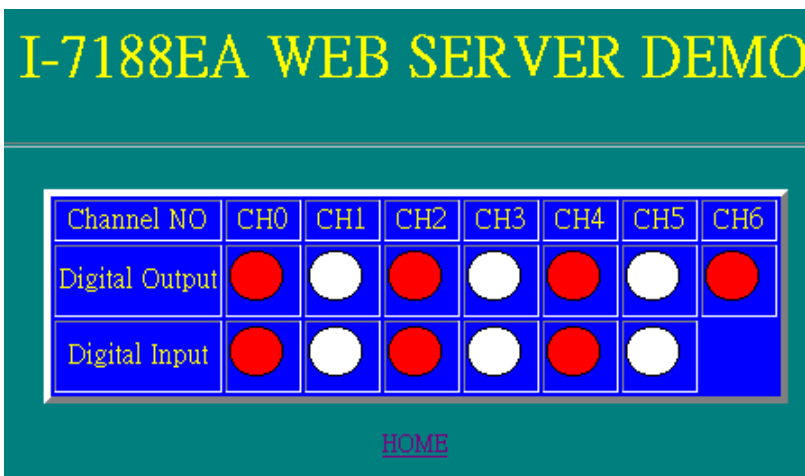 I-7188EA WEB SERVER DEMO
Channel NO CH0 CH1 CH2 CH3 CH4 CH5 CH6
Digital Output
Digital Input
HOME